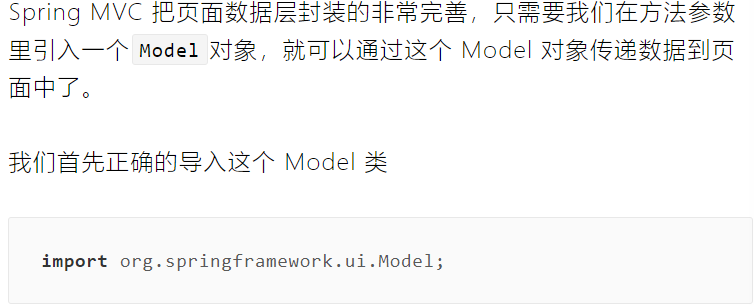 Spring MVC 把页面数据层封装的非常完善，只需要我们在方法参数
里引入一个 Model 对象，就可以通过这个 Model 对象传递数据到页
面中了。
我们首先正确的导入这个 Model 类
import org.springframework.ui.Model;